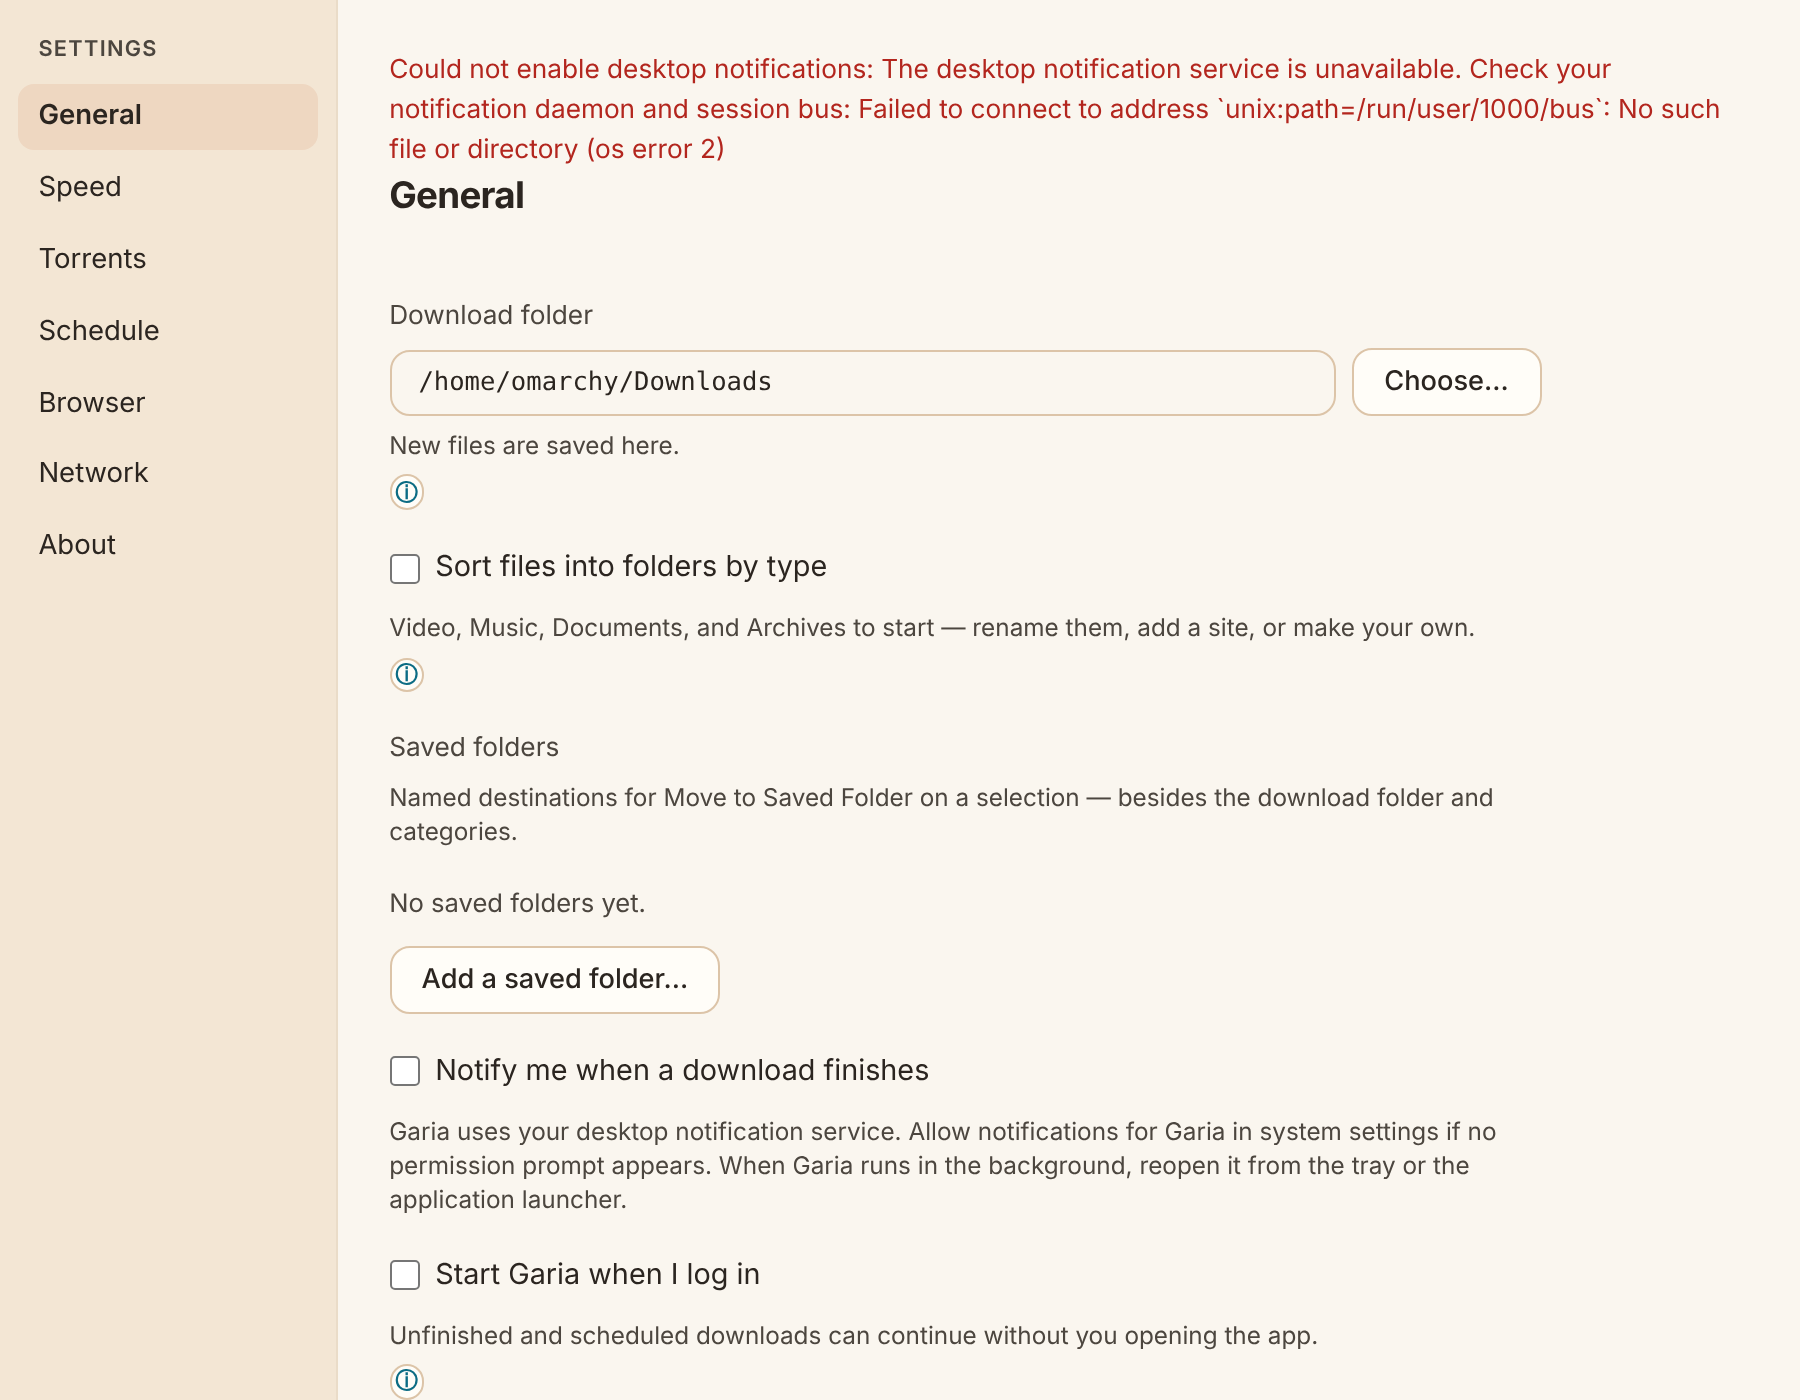 SETTINGS
General
Speed
Torrents
Schedule
Browser
Network
About
Could not enable desktop notifications: The desktop notification service is unavailable. Check your
notification daemon and session bus: Failed to connect to address `unix:path=/run/user/1000/bus`: No such
file or directory (os error 2)
General
Download folder
/home/omarchy/Downloads
Choose...
New files are saved here.
ⓘ
Sort files into folders by type
Video, Music, Documents, and Archives to start — rename them, add a site, or make your own.
ⓘ
Saved folders
Named destinations for Move to Saved Folder on a selection — besides the download folder and
categories.
No saved folders yet.
Add a saved folder...
Notify me when a download finishes
Garia uses your desktop notification service. Allow notifications for Garia in system settings if no
permission prompt appears. When Garia runs in the background, reopen it from the tray or the
application launcher.
Start Garia when I log in
Unfinished and scheduled downloads can continue without you opening the app.
ⓘ